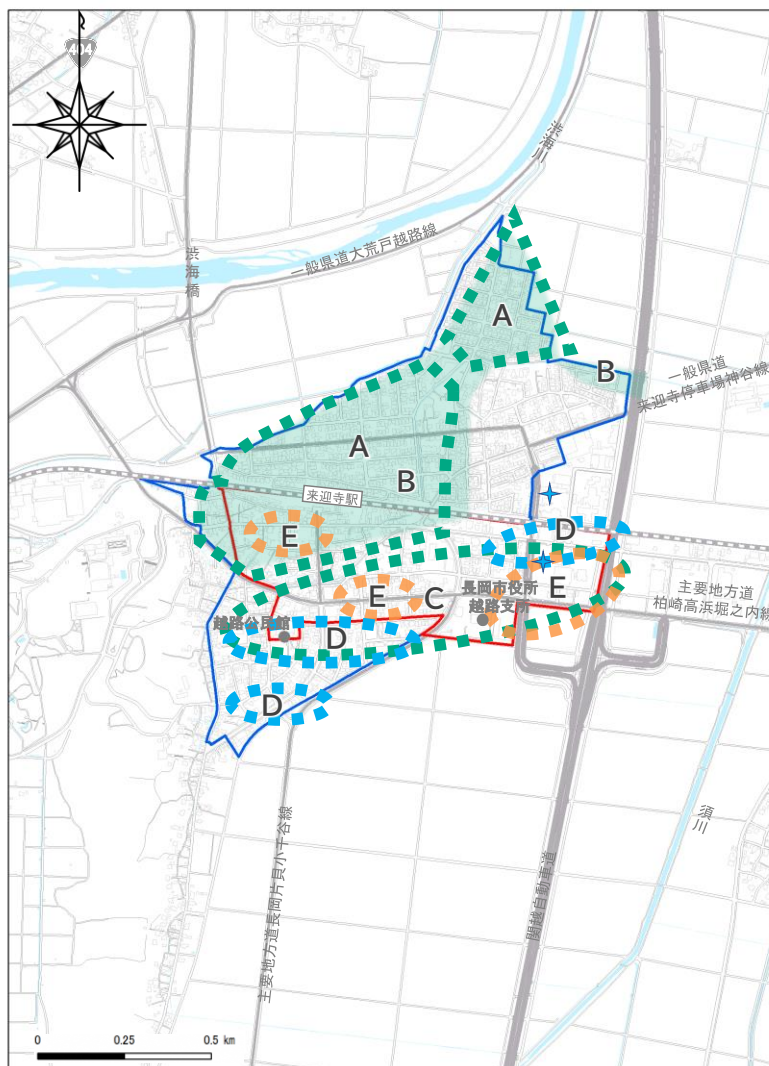 404
渋海川
一般県道大荒戸越路線
渋海橋
A
B
一般県道
来迎寺停車場神谷線
A
B
来迎寺駅
D
E
長岡市役所
越路支所
E
主要地方道
柏崎高浜堀之内線
E
C
越路公民館
D
D
主要地方道長岡片貝小千谷線
関越自動車道
須川
0 0.25 0.5 km